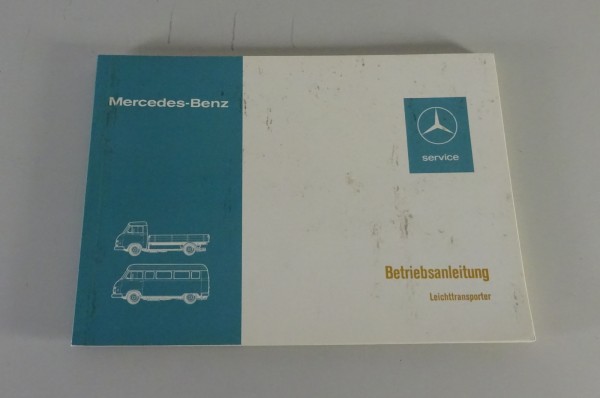 Mercedes-Benz
service
Betriebsanleitung
Leichttransporter